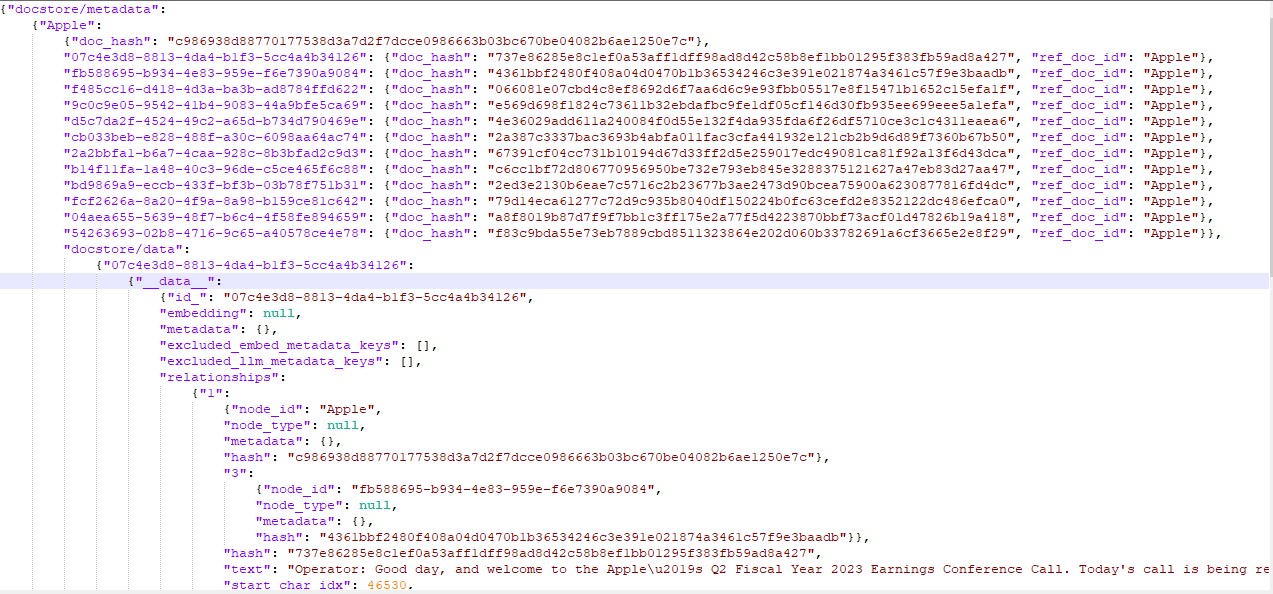 {"docstore/metadata":
{"Apple":
{"doc_hash": "c986938d88770177538d3a7d2f7dcce0986663b03bc670be04082b6ae1250e7c"},
"07c4e3d8-8813-4da4-b1f3-5cc4a4b34126": {"doc_hash": "737e86285e8c1ef0a53aff1dff98ad8d42c58b8ef1bb01295f383fb59ad8a427", "ref_doc_id": "Apple"},
"fb588695-b934-4e83-959e-f6e7390a9084": {"doc_hash": "4361bbf2480f408a04d0470b1b36534246c3e391e021874a3461c57f9e3baadb", "ref_doc_id": "Apple"},
"f485cc16-d418-4d3a-ba3b-ad8784ffd622": {"doc_hash": "066081e07cbd4c8ef8692d6f7aa6d6c9e93fbb05517e8f15471b1652c15efa1f", "ref_doc_id": "Apple"},
"9c0c9e05-9542-41b4-9083-44a9bfe5ca69": {"doc_hash": "e569d698f1824c73611b32ebdafbc9fe1df05cf146d30fb935ee699eee5a1efa", "ref_doc_id": "Apple"},
"d5c7da2f-4524-49c2-a65d-b734d790469e": {"doc_hash": "4e36029add611a240084f0d55e132f4da935fda6f26df5710ce3c1c4311eaea6", "ref_doc_id": "Apple"},
"cb033beb-e828-488f-a30c-6098aa64ac74": {"doc_hash": "2a387c3337bac3693b4abfa011fac3cfa441932e121cb2b9d6d89f7360b67b50", "ref_doc_id": "Apple"},
"2a2bbfa1-b6a7-4caa-928c-8b3bfad2c9d3": {"doc_hash": "67391cf04cc731b10194d67d33ff2d5e259017edc49081ca81f92a13f6d43dca", "ref_doc_id": "Apple"},
"b14f11fa-1a48-40c3-96de-c5ce465f6c88": {"doc_hash": "c6cc1bf72d806770956950be732e793eb845e3288375121627a47eb83d27aa47", "ref_doc_id": "Apple"},
"bd9869a9-eccb-433f-bf3b-03b78f751b31": {"doc_hash": "2ed3e2130b6eae7c5716c2b23677b3ae2473d90bcea75900a6230877816fd4dc", "ref_doc_id": "Apple"},
"fcf2626a-8a20-4f9a-8a98-b159ce81c642": {"doc_hash": "79d14eca61277c72d9c935b8040df150224b0fc63cefd2e8352122dc486efca0", "ref_doc_id": "Apple"},
"04aea655-5639-48f7-b6c4-4f58fe894659": {"doc_hash": "a8f8019b87d7f9f7bb1c3ff175e2a77f5d4223870bbf73acf01d47826b19a418", "ref_doc_id": "Apple"},
"54263693-02b8-4716-9c65-a40578ce4e78": {"doc_hash": "f83c9bda55e73eb7889cbd8511323864e202d060b33782691a6cf3665e2e8f29", "ref_doc_id": "Apple"}},
"docstore/data":
{"07c4e3d8-8813-4da4-b1f3-5cc4a4b34126":
{"__data__":
{"id_": "07c4e3d8-8813-4da4-b1f3-5cc4a4b34126",
"embedding": null,
"metadata": {},
"excluded_embed_metadata_keys": [],
"excluded_llm_metadata_keys": [],
"relationships":
{"1":
{"node_id": "Apple",
"node_type": null,
"metadata": {},
"hash": "c986938d88770177538d3a7d2f7dcce0986663b03bc670be04082b6ae1250e7c"},
"3":
{"node_id": "fb588695-b934-4e83-959e-f6e7390a9084",
"node_type": null,
"metadata": {},
"hash": "4361bbf2480f408a04d0470b1b36534246c3e391e021874a3461c57f9e3baadb"}},
"hash": "737e86285e8c1ef0a53aff1dff98ad8d42c58b8ef1bb01295f383fb59ad8a427",
"text": "Operator: Good day, and welcome to the Apple\u2019s Q2 Fiscal Year 2023 Earnings Conference Call. Today's call is being re
"start_char_idx": 46530,